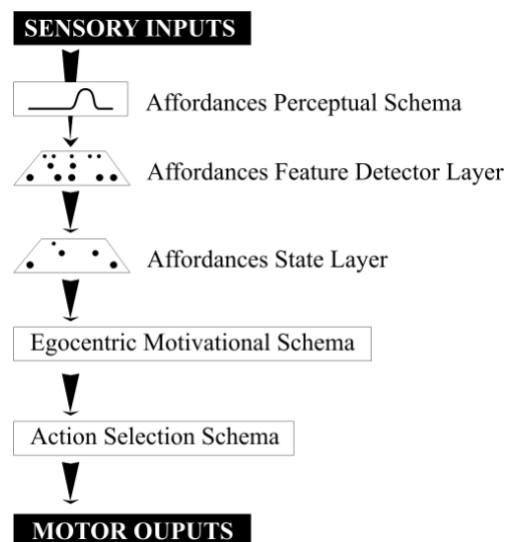 SENSORY INPUTS
Affordances Perceptual Schema
Affordances Feature Detector Layer
Affordances State Layer
Egocentric Motivational Schema
Action Selection Schema
MOTOR OUPUTS